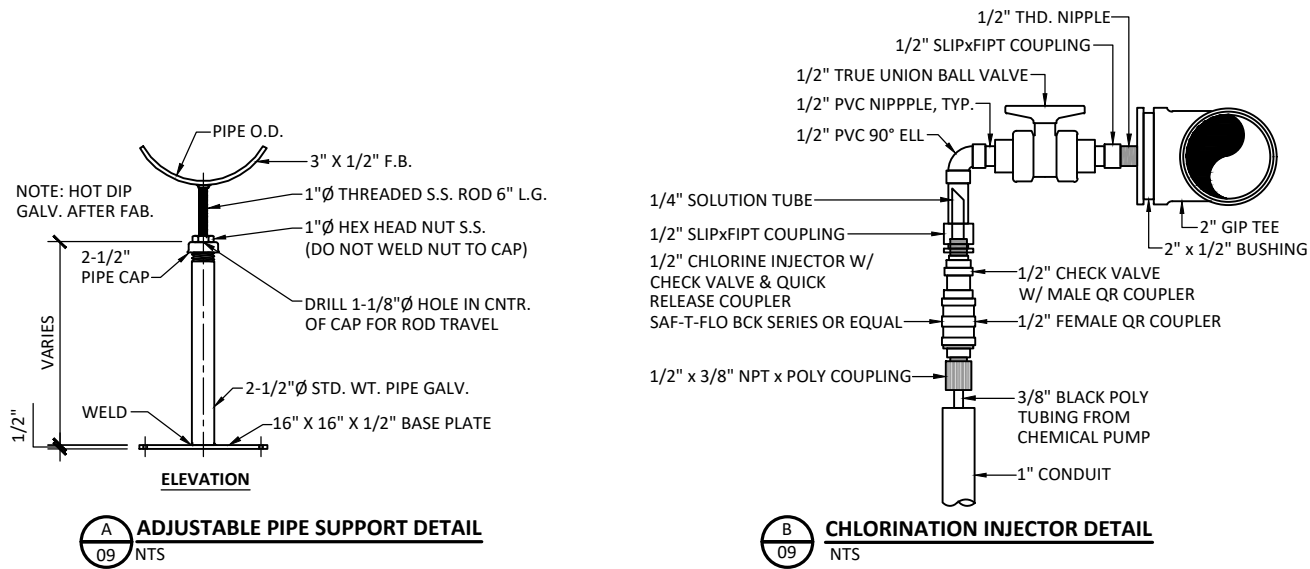 PIPE O.D.
3" X 1/2" F.B.
NOTE: HOT DIP
GALV. AFTER FAB.
1"Ø THREADED S.S. ROD 6" L.G.
1"Ø HEX HEAD NUT S.S.
(DO NOT WELD NUT TO CAP)
2-1/2"
PIPE CAP
DRILL 1-1/8"Ø HOLE IN CNTR.
OF CAP FOR ROD TRAVEL
VARIES
2-1/2"Ø STD. WT. PIPE GALV.
WELD
16" X 16" X 1/2" BASE PLATE
1/2"
ELEVATION
A
09
ADJUSTABLE PIPE SUPPORT DETAIL
NTS
1/2" THD. NIPPLE
1/2" SLIPxFIPT COUPLING
1/2" TRUE UNION BALL VALVE
1/2" PVC NIPPPLE, TYP.
1/2" PVC 90° ELL
1/4" SOLUTION TUBE
1/2" SLIPxFIPT COUPLING
2" GIP TEE
2" x 1/2" BUSHING
1/2" CHLORINE INJECTOR W/
CHECK VALVE & QUICK
RELEASE COUPLER
SAF-T-FLO BCK SERIES OR EQUAL
1/2" CHECK VALVE
W/ MALE QR COUPLER
1/2" FEMALE QR COUPLER
1/2" x 3/8" NPT x POLY COUPLING
3/8" BLACK POLY
TUBING FROM
CHEMICAL PUMP
1" CONDUIT
B
09
CHLORINATION INJECTOR DETAIL
NTS